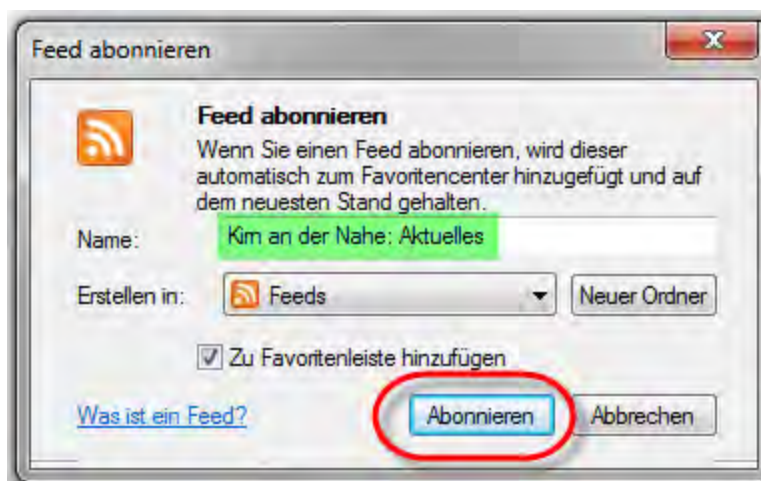 Feed abonnieren
Feed abonnieren
Wenn Sie einen Feed abonnieren, wird dieser
automatisch zum Favoritencenter hinzugefügt und auf
dem neuesten Stand gehalten.
Name: Kirn an der Nahe: Aktuelles
Erstellen in: Feeds Neuer Ordner
Zu Favoritenleiste hinzufügen
Was ist ein Feed? Abonnieren Abbrechen